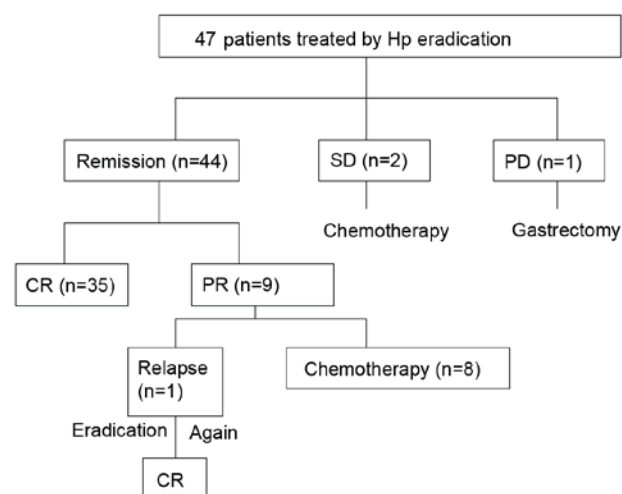 47 patients treated by Hp eradication
Remission (n=44)
SD (n=2)
PD (n=1)
Chemotherapy
Gastrectomy
CR (n=35)
PR (n=9)
Relapse
(n=1)
Chemotherapy (n=8)
Eradication Again
CR